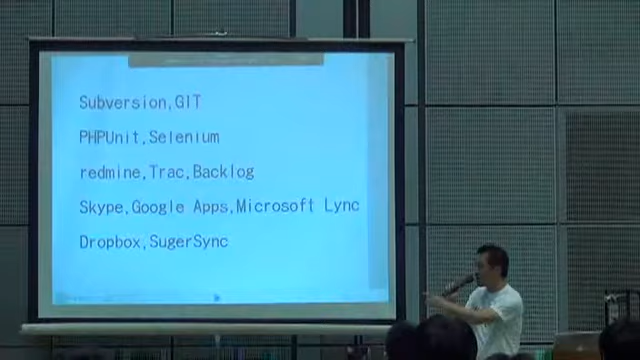 Subversion,GIT
PHPUnit,Selenium
redmine,Trac,Backlog
Skype,Google Apps,Microsoft Lync
Dropbox,SugerSync